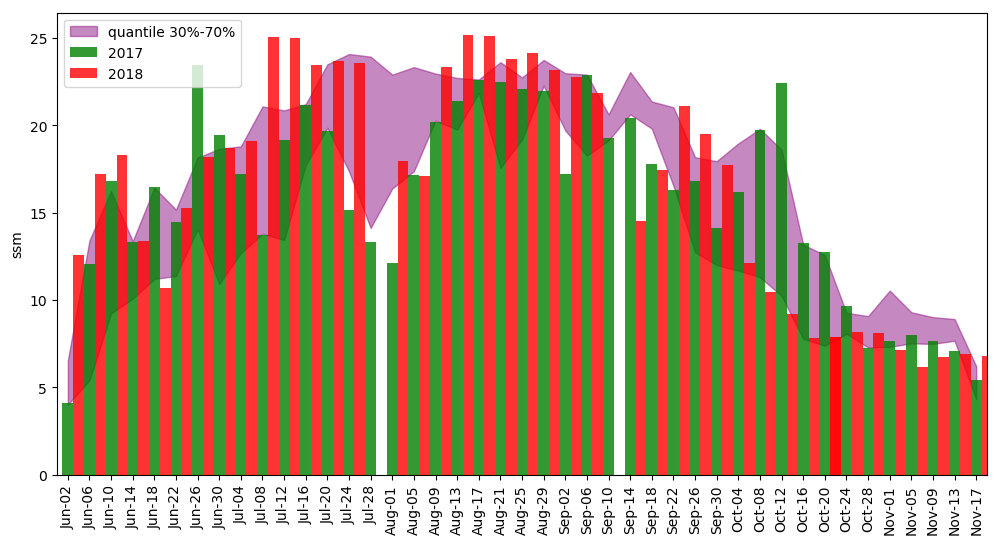 quantile 30%-70%
2017
2018
ssm
25
20
15
10
5
0
Jun-02
Jun-06
Jun-10
Jun-14
Jun-18
Jun-22
Jun-26
Jun-30
Jul-04
Jul-08
Jul-12
Jul-16
Jul-20
Jul-24
Jul-28
Aug-01
Aug-05
Aug-09
Aug-13
Aug-17
Aug-21
Aug-25
Aug-29
Sep-02
Sep-06
Sep-10
Sep-14
Sep-18
Sep-22
Sep-26
Sep-30
Oct-04
Oct-08
Oct-12
Oct-16
Oct-20
Oct-24
Oct-28
Nov-01
Nov-05
Nov-09
Nov-13
Nov-17